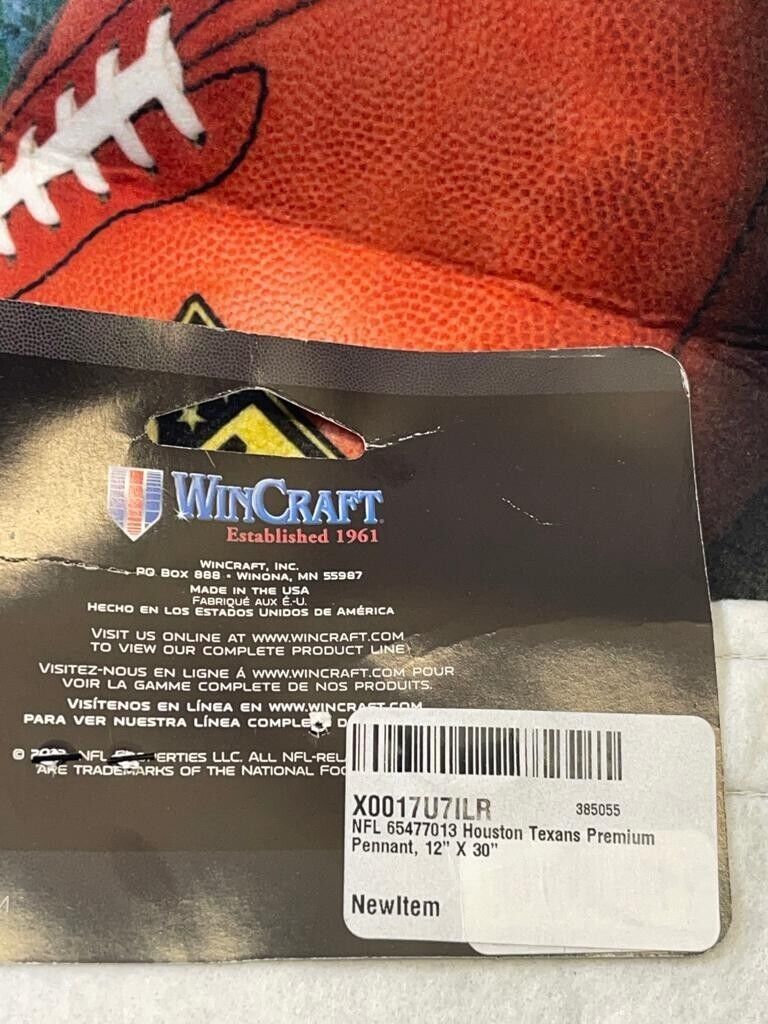 WINCRAFT
Established 1961
WINCRAFT, INC.
PO BOX 888 • WINONA, MN 55987
MADE IN THE USA
FABRIQUÉ AUX É.-U.
HECHO EN LOS ESTADOS UNIDOS DE AMÉRICA
VISIT US ONLINE AT WWW.WINCRAFT.COM
TO VIEW OUR COMPLETE PRODUCT LINE
VISITEZ-NOUS EN LIGNE Á WWW.WINCRAFT.COM POUR
VOIR LA GAMME COMPLETE DE NOS PRODUITS.
VISÍTENOS EN LÍNEA EN WWW.WINCRAFT.COM
PARA VER NUESTRA LÍNEA
© NFL ALL NFL-
ARE TRADEMARKS OF THE NATIONAL
X0017U7ILR 385055
NFL 65477013 Houston Texans Premium
Pennant, 12" X 30"
NewItem